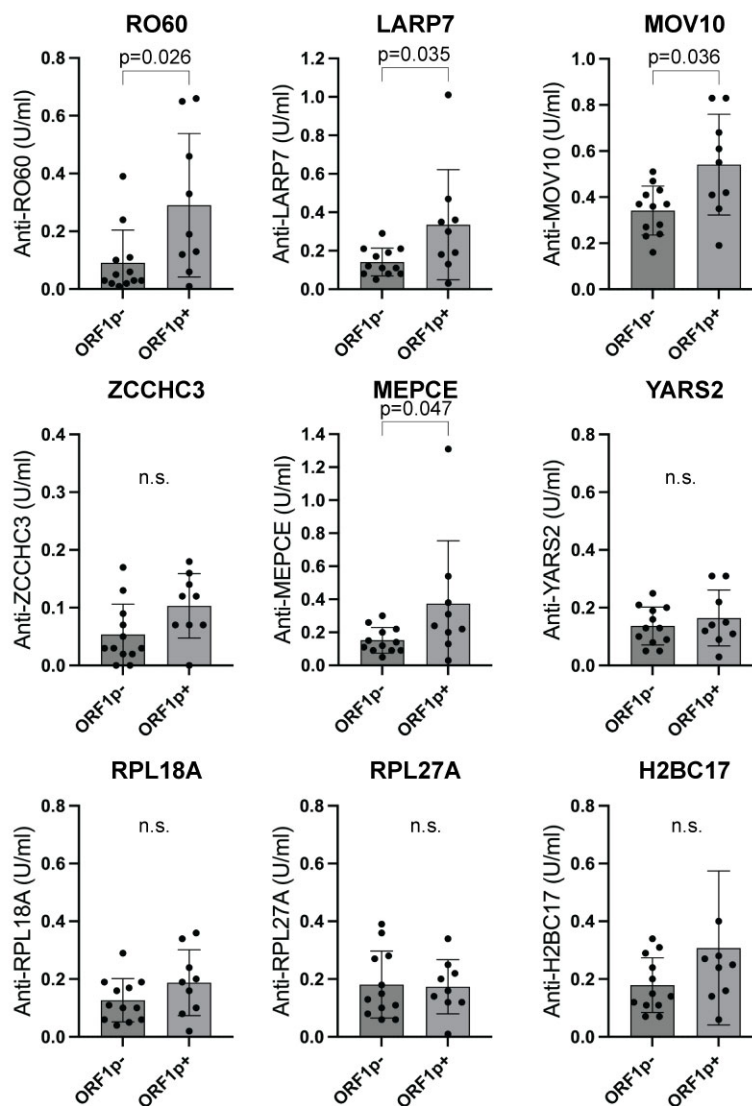 RO60
p=0.026
Anti-RO60 (U/ml)
0.8
0.6
0.4
0.2
0.0
ORF1p-
ORF1p+
LARP7
p=0.035
Anti-LARP7 (U/ml)
1.2
1.0
0.8
0.6
0.4
0.2
0.0
ORF1p-
ORF1p+
MOV10
p=0.036
Anti-MOV10 (U/ml)
1.0
0.8
0.6
0.4
0.2
0.0
ORF1p-
ORF1p+
ZCCHC3
n.s.
Anti-ZCCHC3 (U/ml)
0.4
0.3
0.2
0.1
0.0
ORF1p-
ORF1p+
MEPCE
p=0.047
Anti-MEPCE (U/ml)
1.4
1.2
1.0
0.8
0.6
0.4
0.2
0.0
ORF1p-
ORF1p+
YARS2
n.s.
Anti-YARS2 (U/ml)
0.8
0.6
0.4
0.2
0.0
ORF1p-
ORF1p+
RPL18A
n.s.
Anti-RPL18A (U/ml)
0.8
0.6
0.4
0.2
0.0
ORF1p-
ORF1p+
RPL27A
n.s.
Anti-RPL27A (U/ml)
0.8
0.6
0.4
0.2
0.0
ORF1p-
ORF1p+
H2BC17
n.s.
Anti-H2BC17 (U/ml)
0.8
0.6
0.4
0.2
0.0
ORF1p-
ORF1p+